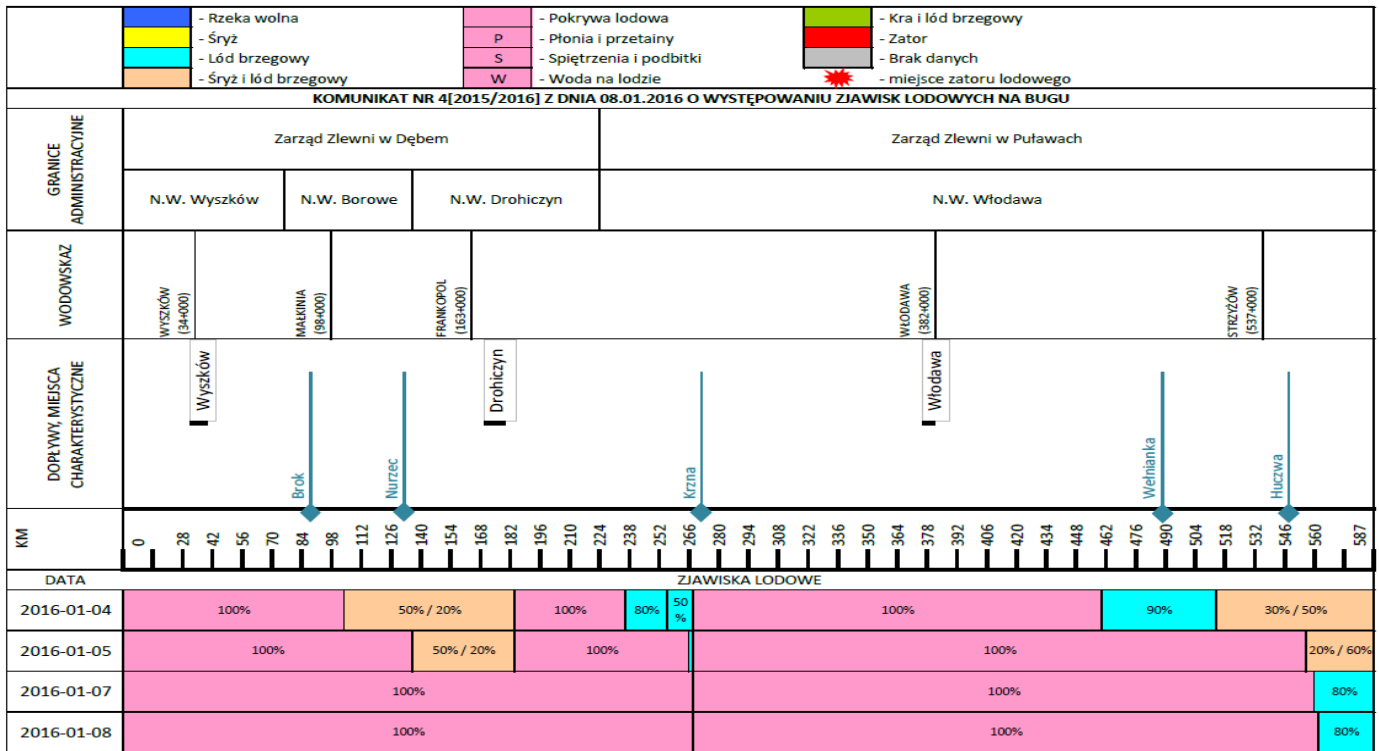 - Rzeka wolna
- Pokrywa lodowa
- Kra i lód brzegowy
- Śryż
P
- Płonia i przetainy
- Zator
- Lód brzegowy
S
- Spiętrzenia i podbitki
- Brak danych
- Śryż i lód brzegowy
W
- Woda na lodzie
- miejsce zatoru lodowego
KOMUNIKAT NR 4[2015/2016] Z DNIA 08.01.2016 O WYSTĘPOWANIU ZJAWISK LODOWYCH NA BUGU
GRANICE
ADMINISTRACYJNE
Zarząd Zlewni w Dębem
Zarząd Zlewni w Puławach
N.W. Wyszków
N.W. Borowe
N.W. Drohiczyn
N.W. Włodawa
WODOWSKAZ
WYSZKÓW
(34+000)
MAŁKINIA
(98+000)
FRANKOPOL
(163+000)
WŁODAWA
(382+000)
STRZYŻÓW
(537+000)
DOPŁYWY, MIEJSCA
CHARAKTERYSTYCZNE
Wyszków
Brok
Nurzec
Drohiczyn
Krzna
Włodawa
Wełnianka
Huczwa
KM
0 28 42 56 70 84 98 112 126 140 154 168 182 196 210 224 238 252 266 280 294 308 322 336 350 364 378 392 406 420 434 448 462 476 490 504 518 532 546 560 587
DATA
ZJAWISKA LODOWE
2016-01-04
100%
50% / 20%
100%
80%
50
%
100%
90%
30% / 50%
2016-01-05
100%
50% / 20%
100%
100%
20% / 60%
2016-01-07
100%
100%
80%
2016-01-08
100%
100%
80%